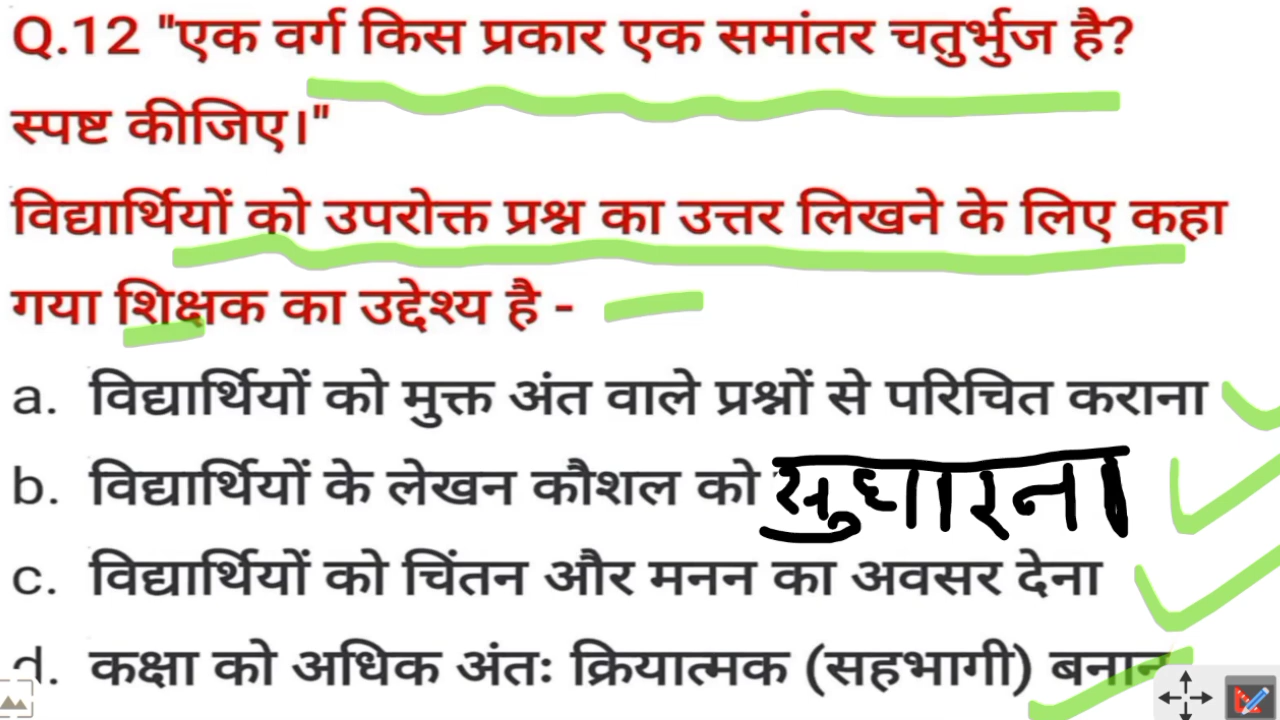 Q.12 "एक वर्ग किस प्रकार एक समांतर चतुर्भुज है?
स्पष्ट कीजिए।"
विद्यार्थियों को उपरोक्त प्रश्न का उत्तर लिखने के लिए कहा
गया शिक्षक का उद्देश्य है -
a. विद्यार्थियों को मुक्त अंत वाले प्रश्नों से परिचित कराना
b. विद्यार्थियों के लेखन कौशल को सुधारना
c. विद्यार्थियों को चिंतन और मनन का अवसर देना
d. कक्षा को अधिक अंतः क्रियात्मक (सहभागी) बनाना